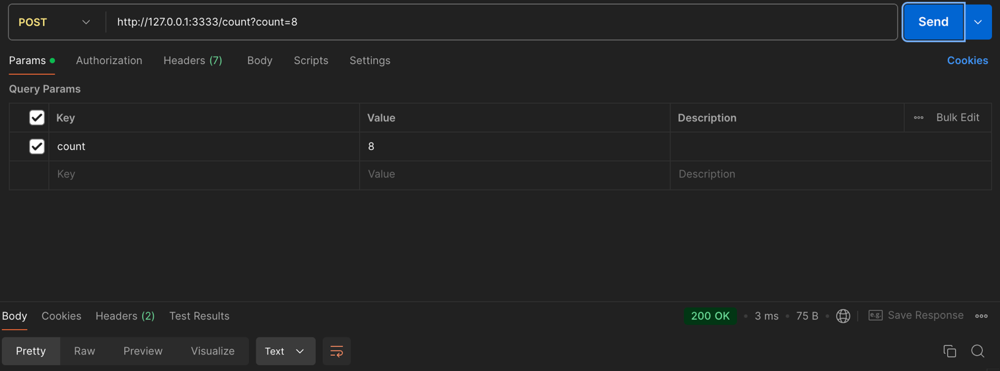 POST http://127.0.0.1:3333/count?count=8 Send
Params Authorization Headers (7) Body Scripts Settings Cookies
Query Params
Key Value Description Bulk Edit
count 8
Key Value Description
Body Cookies Headers (2) Test Results 200 OK • 3 ms • 75 B • e.g. Save Response
Pretty Raw Preview Visualize Text